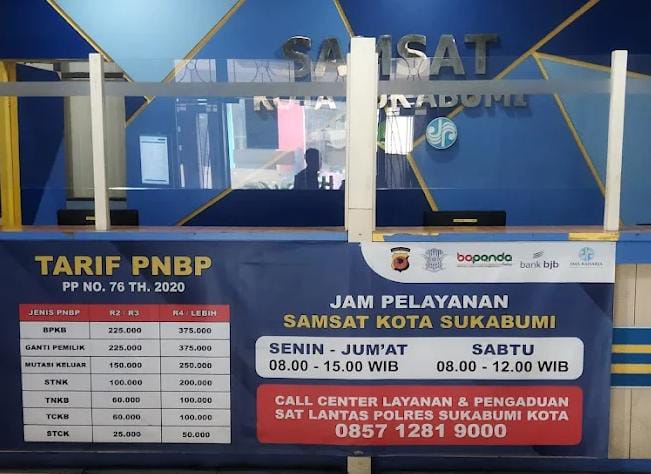 SAMSAT
KOTA SUKABUMI
TARIF PNBP
PP NO. 76 TH. 2020
JENIS PNBP R2 / R3 R4 / LEBIH
BPKB 225.000 375.000
GANTI PEMILIK 225.000 375.000
MUTASI KELUAR 150.000 250.000
STNK 100.000 200.000
TNKB 60.000 100.000
TCKB 60.000 100.000
STCK 25.000 50.000
bapenda
bank bjb
JASA RAHARJA
JAM PELAYANAN
SAMSAT KOTA SUKABUMI
SENIN - JUM'AT SABTU
08.00 - 15.00 WIB 08.00 - 12.00 WIB
CALL CENTER LAYANAN & PENGADUAN
SAT LANTAS POLRES SUKABUMI KOTA
0857 1281 9000